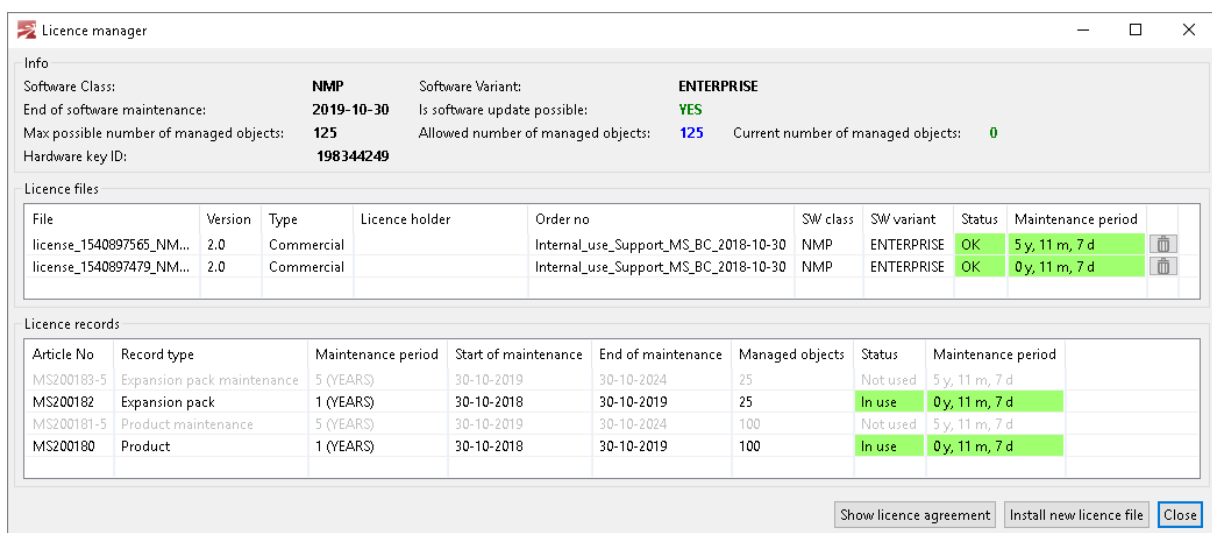 Licence manager
Info
Software Class: NMP Software Variant: ENTERPRISE
End of software maintenance: 2019-10-30 Is software update possible: YES
Max possible number of managed objects: 125 Allowed number of managed objects: 125 Current number of managed objects: 0
Hardware key ID: 198344249
Licence files
File Version Type Licence holder Order no SW class SW variant Status Maintenance period
license_1540897565_NM... 2.0 Commercial Internal_use_Support_MS_BC_2018-10-30 NMP ENTERPRISE OK 5 y, 11 m, 7 d
license_1540897479_NM... 2.0 Commercial Internal_use_Support_MS_BC_2018-10-30 NMP ENTERPRISE OK 0 y, 11 m, 7 d
Licence records
Article No Record type Maintenance period Start of maintenance End of maintenance Managed objects Status Maintenance period
MS200183-5 Expansion pack maintenance 5 (YEARS) 30-10-2019 30-10-2024 25 Not used 5 y, 11 m, 7 d
MS200182 Expansion pack 1 (YEARS) 30-10-2018 30-10-2019 25 In use 0 y, 11 m, 7 d
MS200181-5 Product maintenance 5 (YEARS) 30-10-2019 30-10-2024 100 Not used 5 y, 11 m, 7 d
MS200180 Product 1 (YEARS) 30-10-2018 30-10-2019 100 In use 0 y, 11 m, 7 d
Show licence agreement Install new licence file Close